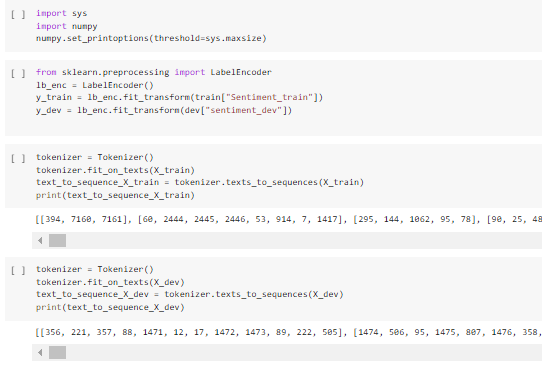 [ ] import sys
import numpy
numpy.set_printoptions(threshold=sys.maxsize)
[ ] from sklearn.preprocessing import LabelEncoder
lb_enc = LabelEncoder()
y_train = lb_enc.fit_transform(train["Sentiment_train"])
y_dev = lb_enc.fit_transform(dev["sentiment_dev"])
[ ] tokenizer = Tokenizer()
tokenizer.fit_on_texts(X_train)
text_to_sequence_X_train = tokenizer.texts_to_sequences(X_train)
print(text_to_sequence_X_train)
[[394, 7160, 7161], [60, 2444, 2445, 2446, 53, 914, 7, 1417], [295, 144, 1062, 95, 78], [90, 25, 48
[ ] tokenizer = Tokenizer()
tokenizer.fit_on_texts(X_dev)
text_to_sequence_X_dev = tokenizer.texts_to_sequences(X_dev)
print(text_to_sequence_X_dev)
[[356, 221, 357, 88, 1471, 12, 17, 1472, 1473, 89, 222, 505], [1474, 506, 95, 1475, 807, 1476, 358,